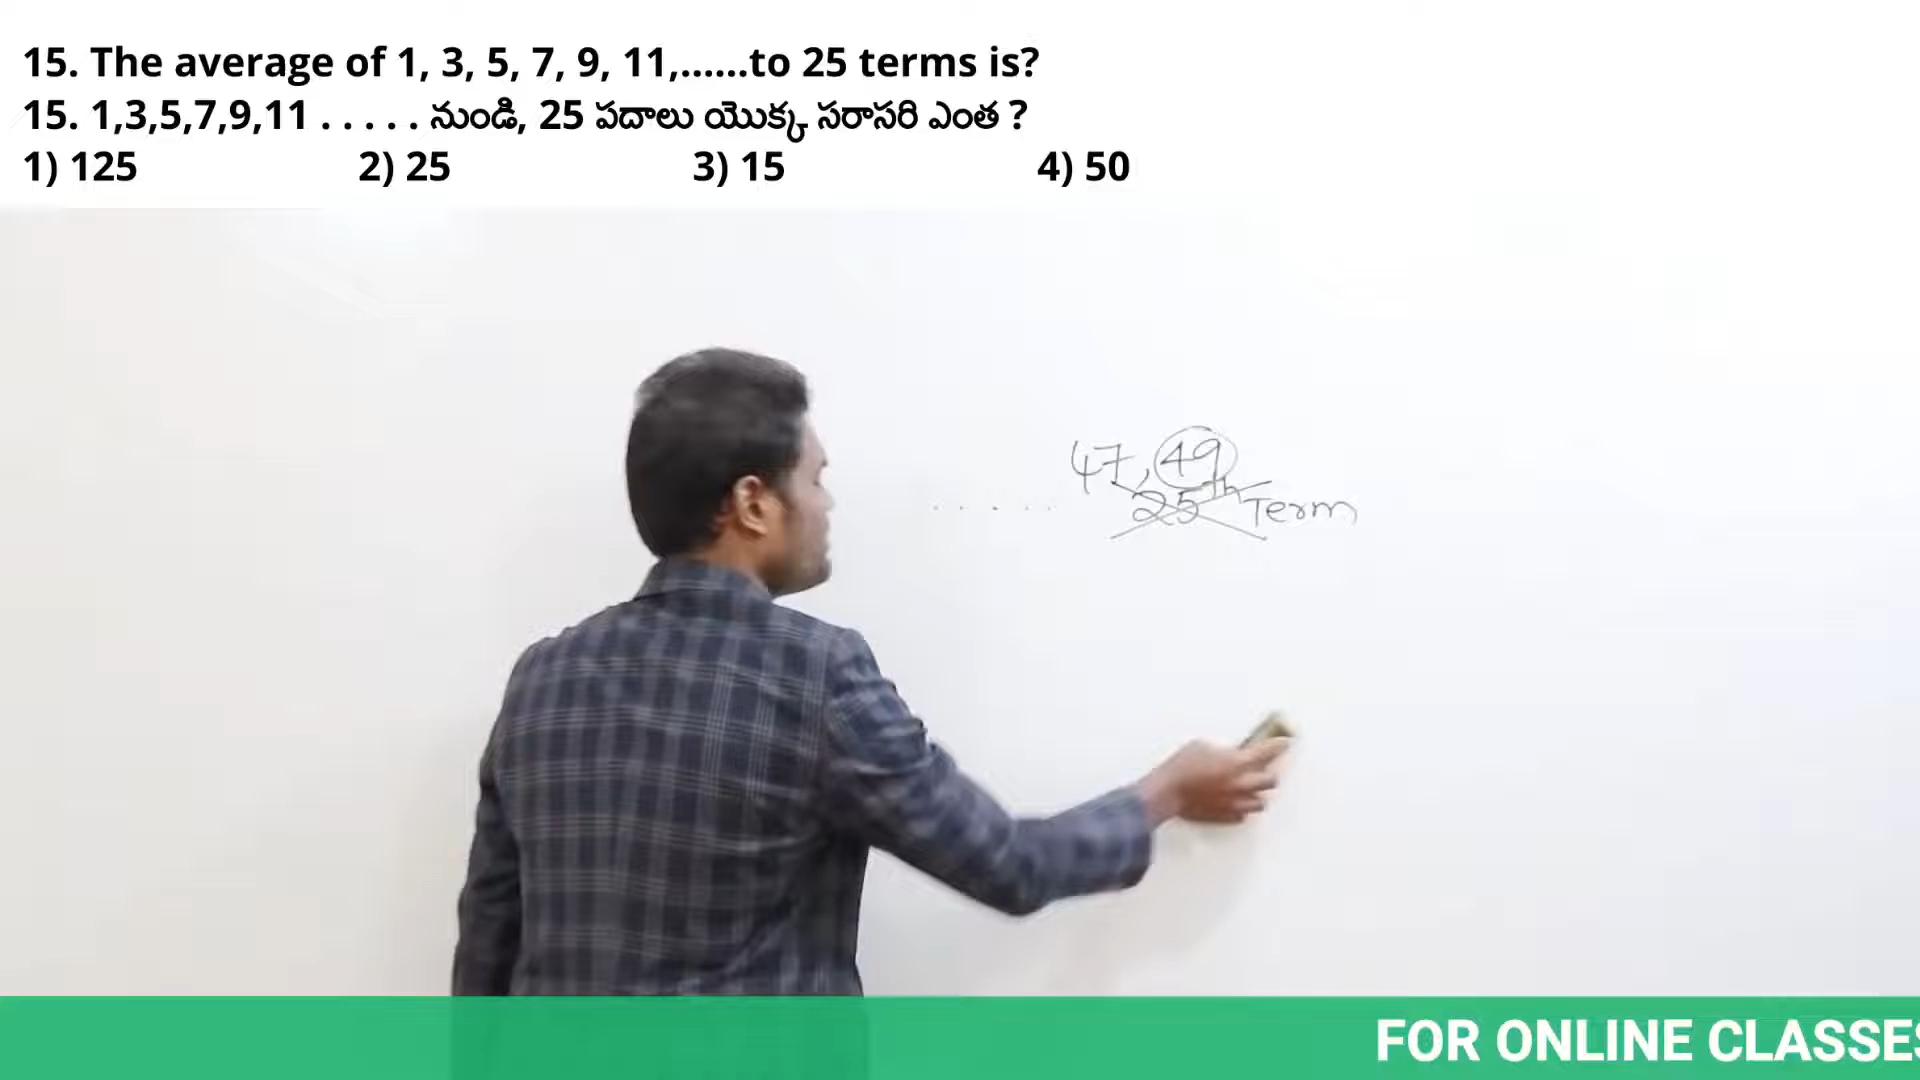 15. The average of 1, 3, 5, 7, 9, 11,......to 25 terms is?
15. 1,3,5,7,9,11 . . . . . నుండి, 25 పదాలు యొక్క సరాసరి ఎంత ?
1) 125 2) 25 3) 15 4) 50
47, 49
. . . . . 25th Term
FOR ONLINE CLASSES